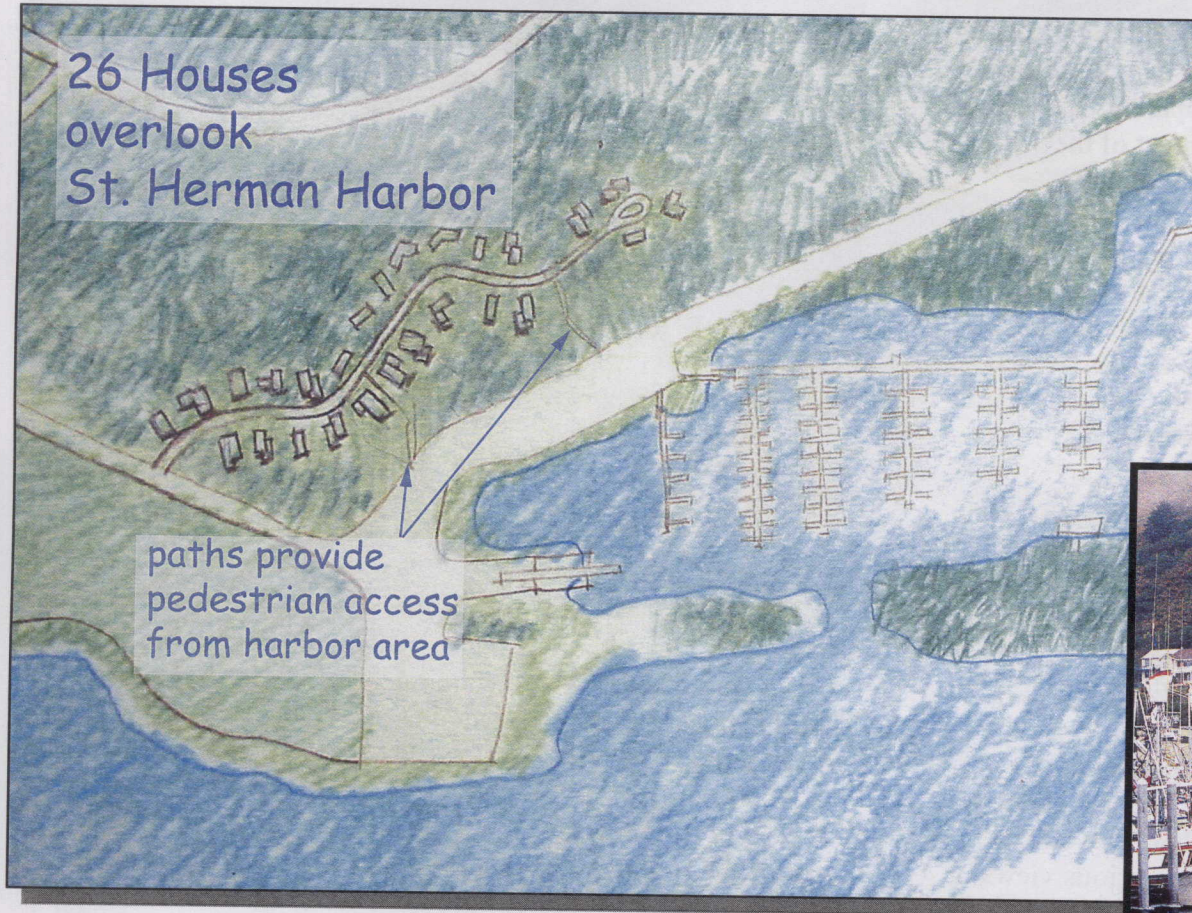 26 Houses
overlook
St. Herman Harbor
paths provide
pedestrian access
from harbor area